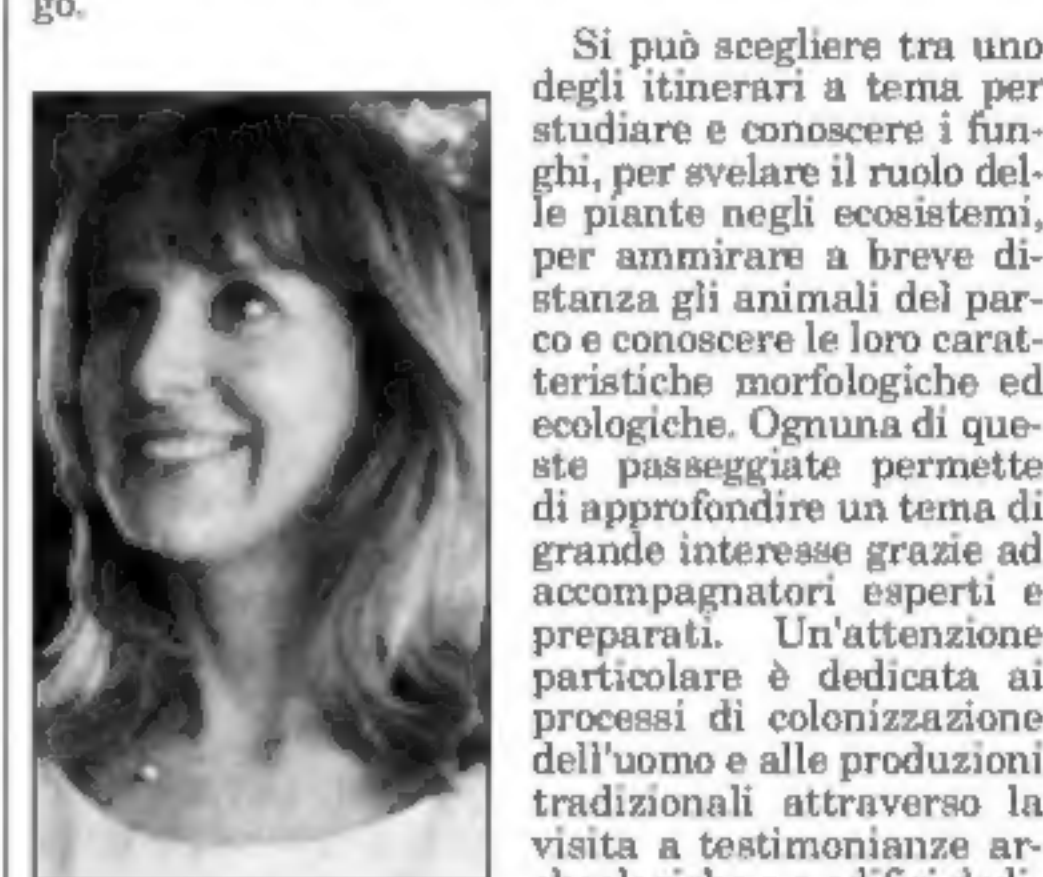 go.
Si può scegliere tra uno
degli itinerari a tema per
studiare e conoscere i fun-
ghi, per svelare il ruolo del-
le piante negli ecosistemi,
per ammirare a breve di-
stanza gli animali del par-
co e conoscere le loro carat-
teristiche morfologiche ed
ecologiche. Ognuna di que-
ste passeggiate permette
di approfondire un tema di
grande interesse grazie ad
accompagnatori esperti e
preparati. Un'attenzione
particolare è dedicata ai
processi di colonizzazione
dell'uomo e alle produzioni
tradizionali attraverso la
visita a testimonianze ar-